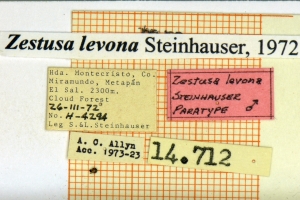 Zestusa levona Steinhauser, 1972
Hda. Montecristo, Co.
Miramundo, Metapán
El Sal. 2300m.
Cloud Forest
26-III-72
No. H-4294
Leg S.&L. Steinhauser
Zestusa levona
STEINHAUSER
PARATYPE ♂
A. C. Allyn
Acc. 1973-23
14.712